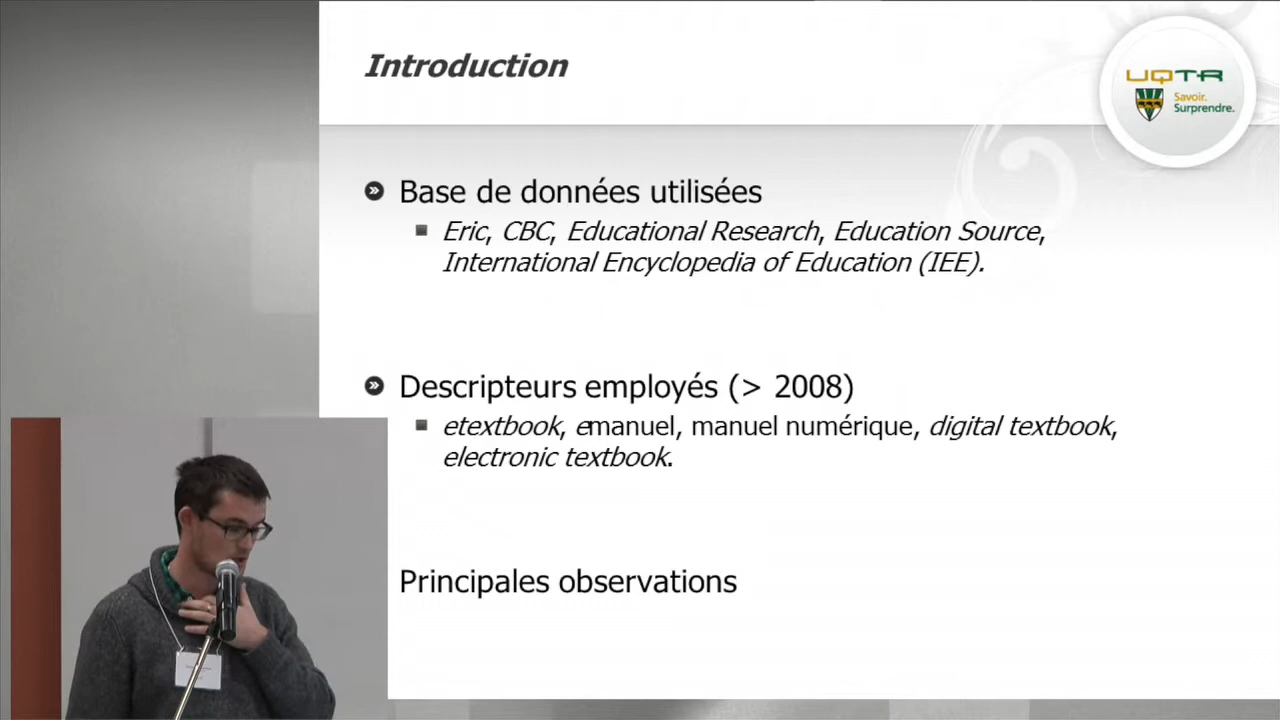 Introduction
UQTR
Savoir.
Surprendre.
Base de données utilisées
Eric, CBC, Educational Research, Education Source,
International Encyclopedia of Education (IEE).
Descripteurs employés (> 2008)
etextbook, emanuel, manuel numérique, digital textbook,
electronic textbook.
Principales observations